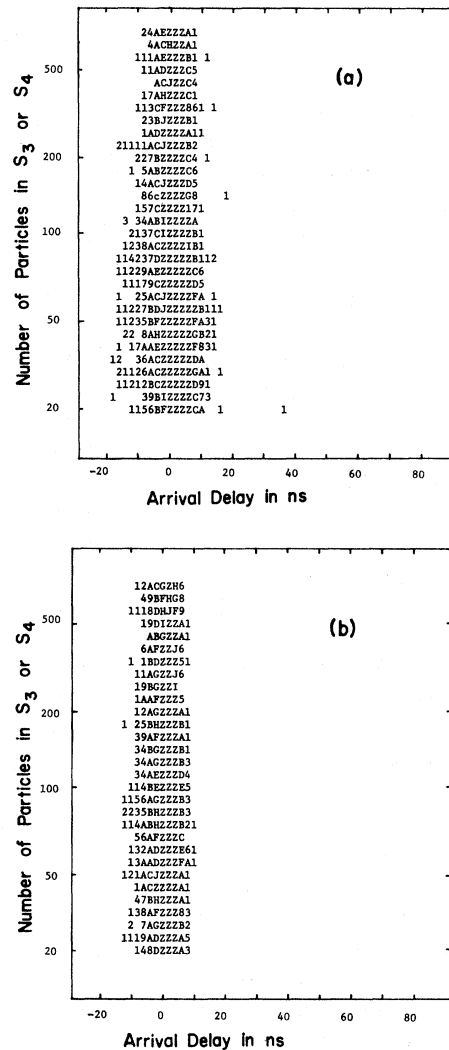 24AEZZZA1
4ACHZZA1
500
111AEZZZB1 1
11ADZZZC5
(a)
ACJZZC4
17AHZZZC1
113CFZZZ861 1
23BJZZZB1
1ADZZZZA11
21111ACJZZZB2
200
227BZZZZC4 1
1 5ABZZZZC6
14ACJZZZD5
86cZZZZG8 1
157CZZZZ171
3 34ABIZZZZA
100
2137CIZZZZB1
1238ACZZZZIB1
114237DZZZZZB112
11229AEZZZZZC6
11179CZZZZZD5
1 25ACJZZZZFA 1
11227BDJZZZZZB111
50
11235BFZZZZZFA31
22 8AHZZZZZGB21
1 17AAEZZZZZF831
12 36ACZZZZZDA
21126ACZZZZZGA1 1
11212BCZZZZZD91
1 39BIZZZZC73
20
1156BFZZZZCA 1 1
Number of Particles in S3 or S4
-20 0 20 40 60 80
Arrival Delay in ns
12ACGZH6
49BFHG8
500
1118DHJF9
19DIZZA1
(b)
ABGZZA1
6AFZZJ6
1 1BDZZZ51
11AGZZJ6
19BGZZI
1AAFZZZ5
200
12AGZZZA1
1 25BHZZZB1
39AFZZZA1
34BGZZZB1
34AGZZZB3
34AEZZZD4
100
114BEZZZZE5
1156AGZZZB3
2235BHZZZB3
114ABHZZZB21
56AFZZZC
132ADZZZE61
13AADZZZFA1
50
121ACJZZZA1
1ACZZZZA1
47BHZZZA1
138AFZZZ83
2 7AGZZZB2
1119ADZZZA5
20
148DZZZA3
Number of Particles in S3 or S4
-20 0 20 40 60 80
Arrival Delay in ns